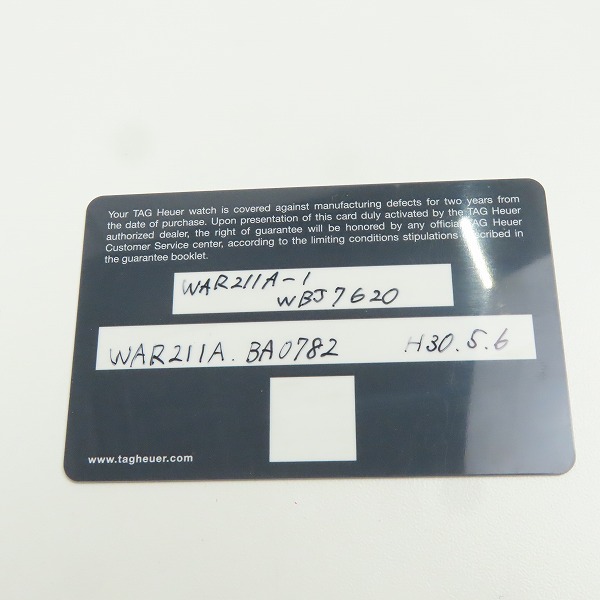 Your TAG Heuer watch is covered against manufacturing defects for two years from
the date of purchase. Upon presentation of this card duly activated by the TAG Heuer
authorized dealer, the right of guarantee will be honored by any official TAG Heuer
Customer Service center, according to the limiting conditions stipulations described in
the guarantee booklet.
WAR211A-1
WBJ7620
WAR211A. BA0782 H30.5.6
www.tagheuer.com